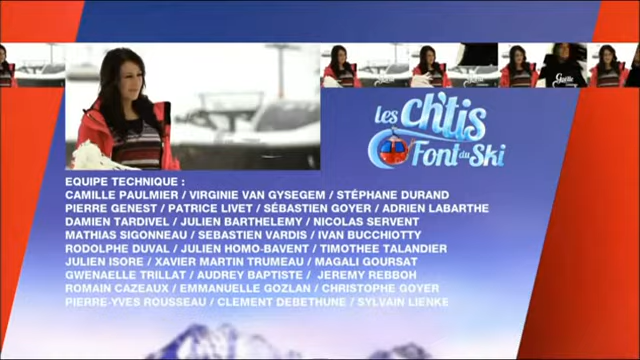 Gaëlle
Les Ch'tis
Font du Ski
EQUIPE TECHNIQUE :
CAMILLE PAULMIER / VIRGINIE VAN GYSEGEM / STÉPHANE DURAND
PIERRE GENEST / PATRICE LIVET / SÉBASTIEN GOYER / ADRIEN LABARTHE
DAMIEN TARDIVEL / JULIEN BARTHELEMY / NICOLAS SERVENT
MATHIAS SIGONNEAU / SEBASTIEN VARDIS / IVAN BUCCHIOTTY
RODOLPHE DUVAL / JULIEN HOMO-BAVENT / TIMOTHEE TALANDIER
JULIEN ISORE / XAVIER MARTIN TRUMEAU / MAGALI GOURSAT
GWENAELLE TRILLAT / AUDREY BAPTISTE / JEREMY REBBOH
ROMAIN CAZEAUX / EMMANUELLE GOZLAN / CHRISTOPHE GOYER
PIERRE-YVES ROUSSEAU / CLEMENT DEBETHUNE / SYLVAIN LIENKE